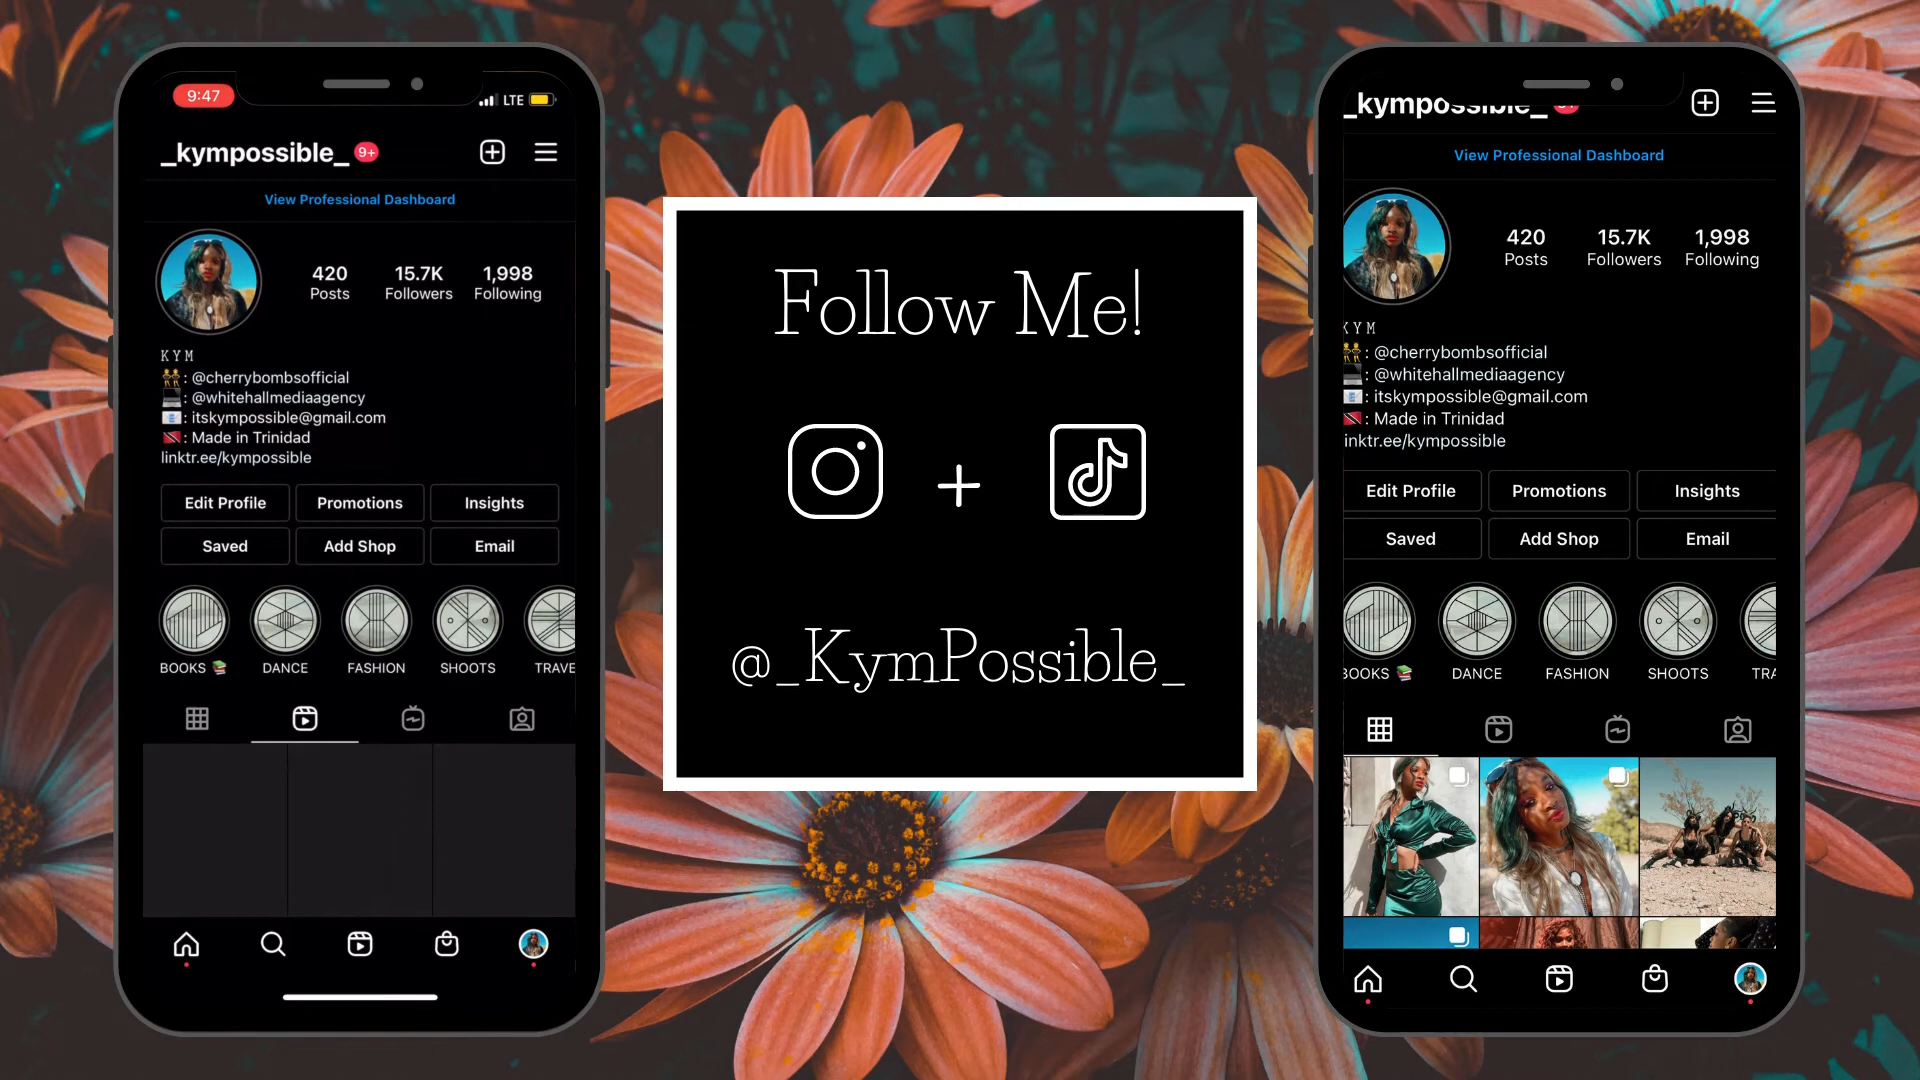 9:47
LTE
_kympossible_ 9+
View Professional Dashboard
420 15.7K 1,998
Posts Followers Following
KYM
: @cherrybombsofficial
: @whitehallmediaagency
: itskympossible@gmail.com
: Made in Trinidad
linktr.ee/kympossible
Edit Profile Promotions Insights
Saved Add Shop Email
BOOKS DANCE FASHION SHOOTS TRAVE
Follow Me!
+
@_KymPossible_
_kympossible_
View Professional Dashboard
420 15.7K 1,998
Posts Followers Following
KYM
: @cherrybombsofficial
: @whitehallmediaagency
: itskympossible@gmail.com
: Made in Trinidad
linktr.ee/kympossible
Edit Profile Promotions Insights
Saved Add Shop Email
BOOKS DANCE FASHION SHOOTS TRA